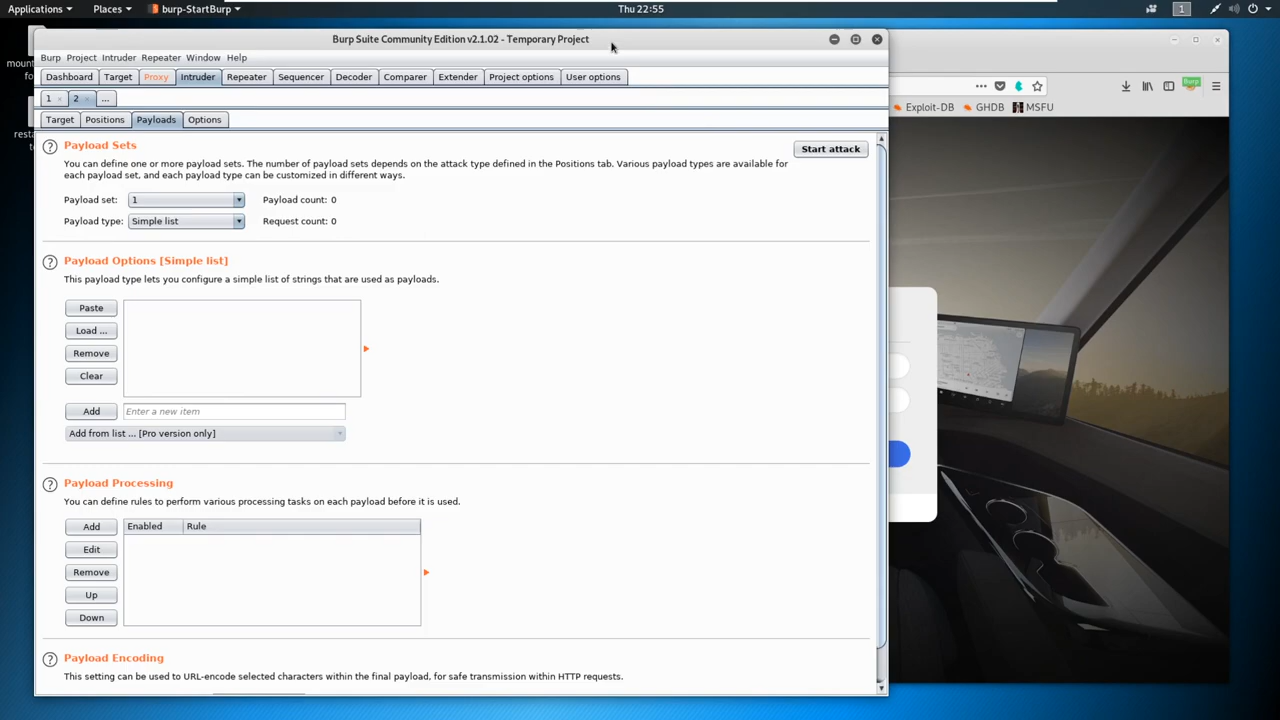 Applications Places burp-StartBurp Thu 22:55 1
Burp Suite Community Edition v2.1.02 - Temporary Project
Burp Project Intruder Repeater Window Help
Dashboard Target Proxy Intruder Repeater Sequencer Decoder Comparer Extender Project options User options
1 × 2 × ...
Target Positions Payloads Options
Exploit-DB GHDB MSFU
Burp
? Payload Sets
Start attack
You can define one or more payload sets. The number of payload sets depends on the attack type defined in the Positions tab. Various payload types are available for
each payload set, and each payload type can be customized in different ways.
Payload set: 1 Payload count: 0
Payload type: Simple list Request count: 0
? Payload Options [Simple list]
This payload type lets you configure a simple list of strings that are used as payloads.
Paste
Load ...
Remove
Clear
Add Enter a new item
Add from list ... [Pro version only]
? Payload Processing
You can define rules to perform various processing tasks on each payload before it is used.
Add Enabled Rule
Edit
Remove
Up
Down
? Payload Encoding
This setting can be used to URL-encode selected characters within the final payload, for safe transmission within HTTP requests.